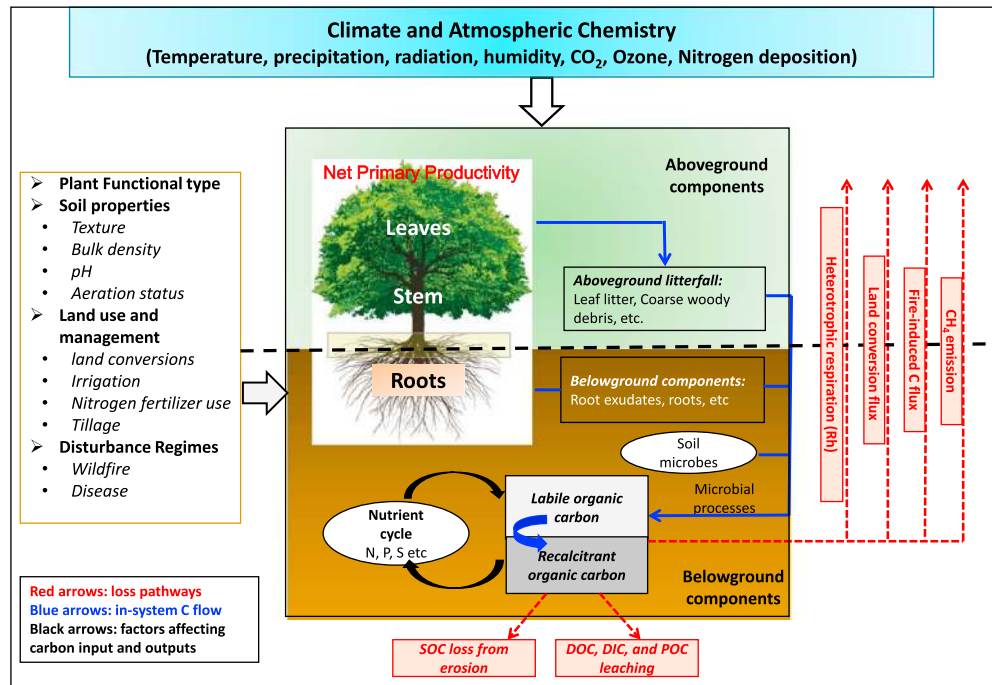 Climate and Atmospheric Chemistry
(Temperature, precipitation, radiation, humidity, CO₂, Ozone, Nitrogen deposition)
➢ Plant Functional type
➢ Soil properties
• Texture
• Bulk density
• pH
• Aeration status
➢ Land use and
management
• land conversions
• Irrigation
• Nitrogen fertilizer use
• Tillage
➢ Disturbance Regimes
• Wildfire
• Disease
Net Primary Productivity
Leaves
Stem
Roots
Aboveground
components
Aboveground litterfall:
Leaf litter, Coarse woody
debris, etc.
Belowground components:
Root exudates, roots, etc
Soil
microbes
Microbial
processes
Labile organic
carbon
Recalcitrant
organic carbon
Nutrient
cycle
N, P, S etc
Belowground
components
Heterotrophic respiration (Rh)
Land conversion flux
Fire-induced C flux
CH₄ emission
SOC loss from
erosion
DOC, DIC, and POC
leaching
Red arrows: loss pathways
Blue arrows: in-system C flow
Black arrows: factors affecting
carbon input and outputs